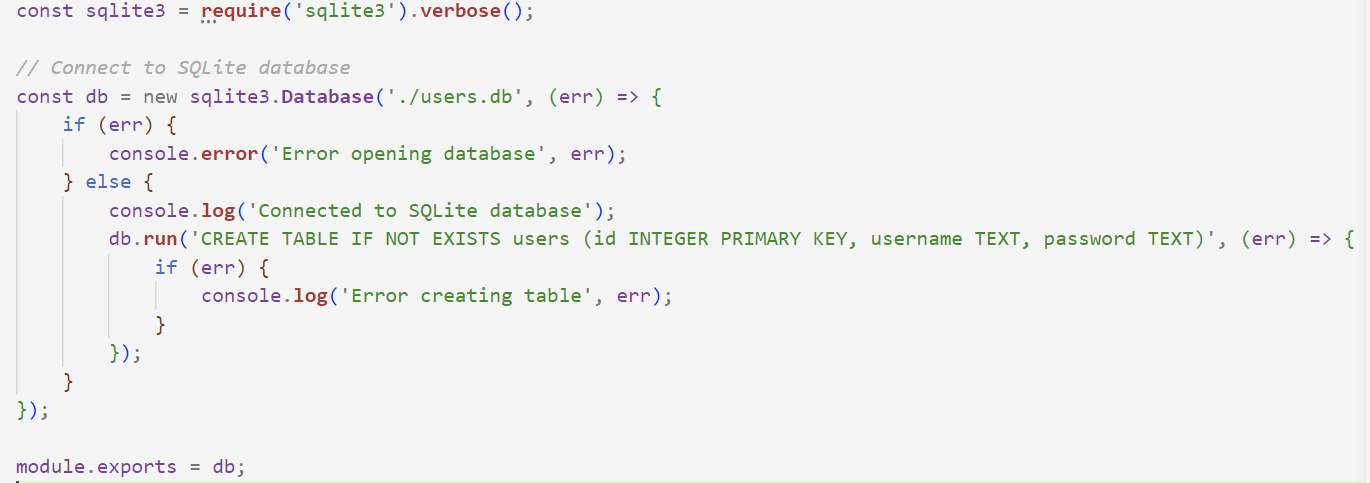 const sqlite3 = require('sqlite3').verbose();

// Connect to SQLite database
const db = new sqlite3.Database('./users.db', (err) => {
    if (err) {
        console.error('Error opening database', err);
    } else {
        console.log('Connected to SQLite database');
        db.run('CREATE TABLE IF NOT EXISTS users (id INTEGER PRIMARY KEY, username TEXT, password TEXT)', (err) => {
            if (err) {
                console.log('Error creating table', err);
            }
        });
    }
});

module.exports = db;